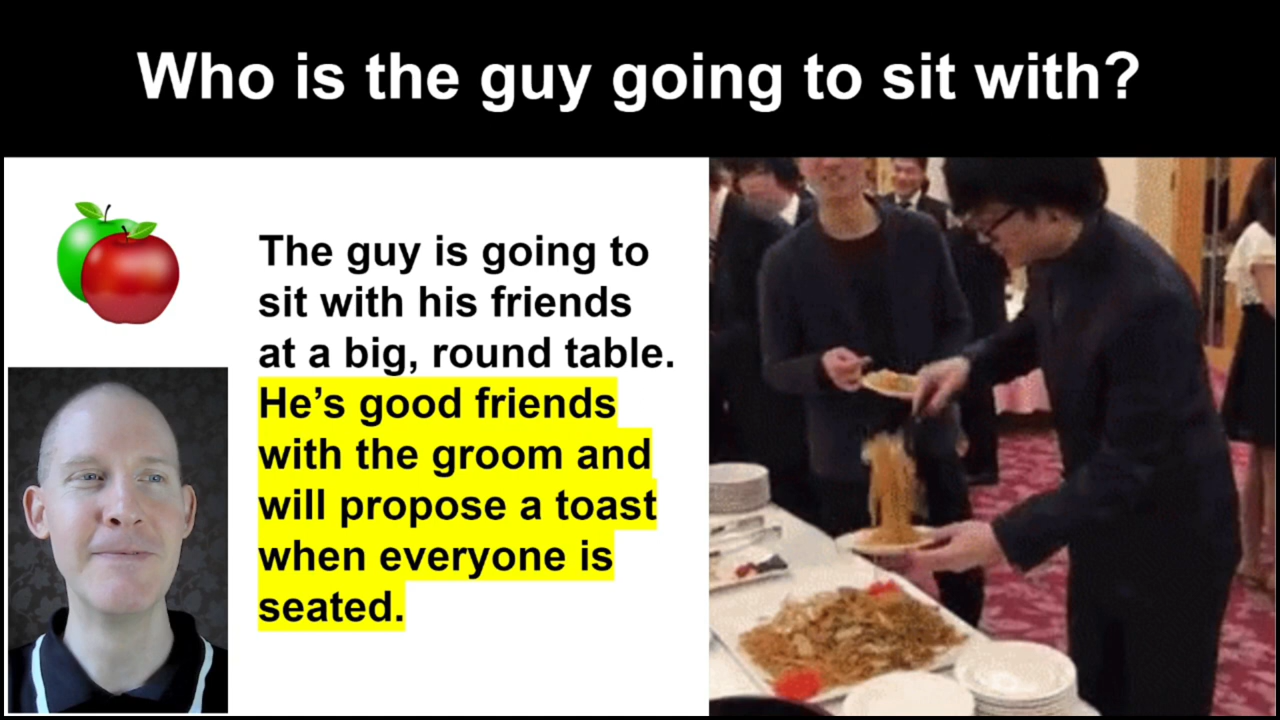 Who is the guy going to sit with?
The guy is going to
sit with his friends
at a big, round table.
He’s good friends
with the groom and
will propose a toast
when everyone is
seated.